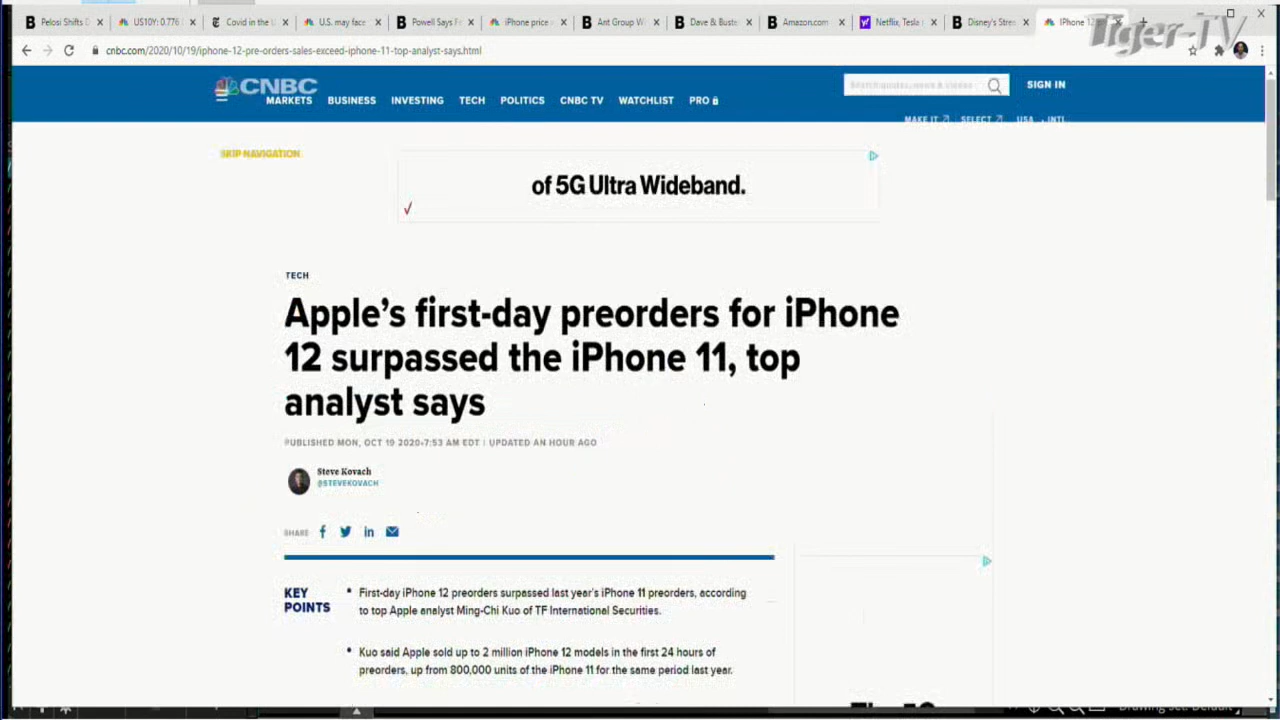 Pelosi Shifts D
US10Y: 0.776
Covid in the U
U.S. may face
Powell Says F
iPhone price
Ant Group W
Dave & Buste
Amazon.com
Netflix, Tesla
Disney's Stre
iPhone 12
Tiger-TV
cnbc.com/2020/10/19/iphone-12-pre-orders-sales-exceed-iphone-11-top-analyst-says.html
CNBC
Search quotes, news & videos
SIGN IN
MARKETS BUSINESS INVESTING TECH POLITICS CNBC TV WATCHLIST PRO
MAKE IT SELECT USA INTL
SKIP NAVIGATION
of 5G Ultra Wideband.
TECH
Apple's first-day preorders for iPhone
12 surpassed the iPhone 11, top
analyst says
PUBLISHED MON, OCT 19 2020•7:53 AM EDT | UPDATED AN HOUR AGO
Steve Kovach
@STEVEKOVACH
SHARE
KEY
POINTS
• First-day iPhone 12 preorders surpassed last year's iPhone 11 preorders, according
to top Apple analyst Ming-Chi Kuo of TF International Securities.
• Kuo said Apple sold up to 2 million iPhone 12 models in the first 24 hours of
preorders, up from 800,000 units of the iPhone 11 for the same period last year.
Drawing set: Default